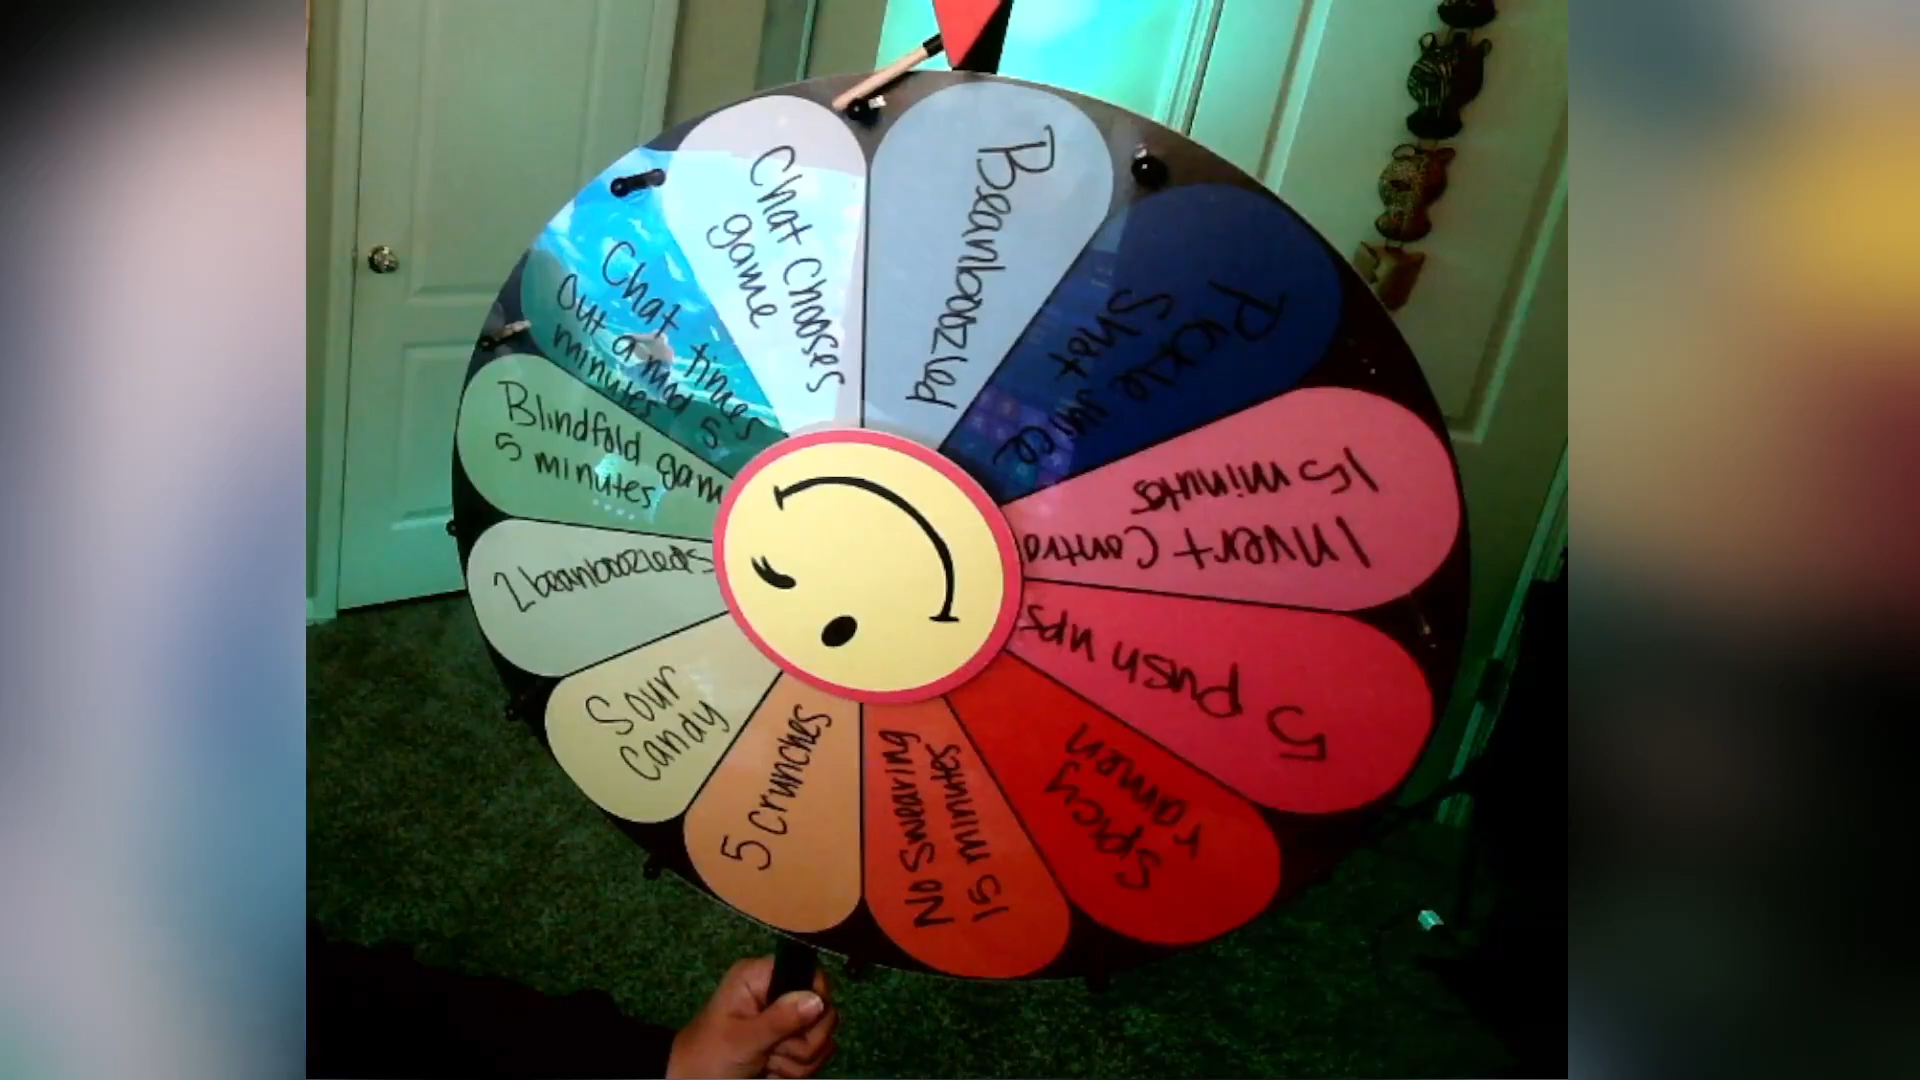 Chat chooses
game
Beanboozled
Pickle juice
Shot
Invert Contro
15 minutes
5 push ups
Spicy
ramen
No Swearing
15 minutes
5 crunches
Sour
Candy
2 beanboozleds
Blindfold gam
5 minutes
Chat times
out a mod 5
minutes